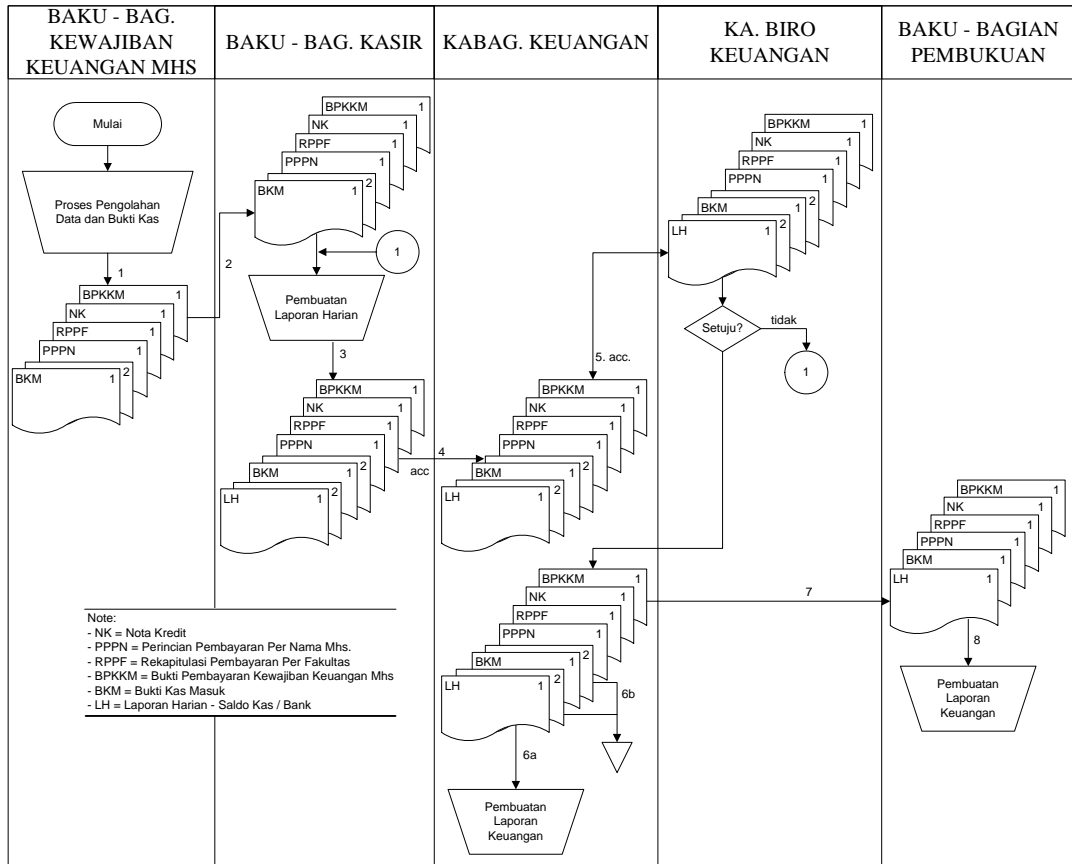 BAKU - BAG.
KEWAJIBAN
KEUANGAN MHS
BAKU - BAG. KASIR
KABAG. KEUANGAN
KA. BIRO
KEUANGAN
BAKU - BAGIAN
PEMBUKUAN
Mulai
Proses Pengolahan
Data dan Bukti Kas
1
BPKKM 1
NK 1
RPPF 1
PPPN 1
2
BKM 1
2
BPKKM 1
NK 1
RPPF 1
PPPN 1
2
BKM 1
1
Pembuatan
Laporan Harian
3
BPKKM 1
NK 1
RPPF 1
PPPN 1
2
BKM 1
2
LH 1
4
acc
BPKKM 1
NK 1
RPPF 1
PPPN 1
2
BKM 1
2
LH 1
5. acc.
BPKKM 1
NK 1
RPPF 1
PPPN 1
2
BKM 1
2
LH 1
Setuju?
tidak
1
BPKKM 1
NK 1
RPPF 1
PPPN 1
2
BKM 1
2
LH 1
6a
6b
Pembuatan
Laporan
Keuangan
7
BPKKM 1
NK 1
RPPF 1
PPPN 1
BKM 1
LH 1
8
Pembuatan
Laporan
Keuangan
Note:
- NK = Nota Kredit
- PPPN = Perincian Pembayaran Per Nama Mhs.
- RPPF = Rekapitulasi Pembayaran Per Fakultas
- BPKKM = Bukti Pembayaran Kewajiban Keuangan Mhs
- BKM = Bukti Kas Masuk
- LH = Laporan Harian - Saldo Kas / Bank